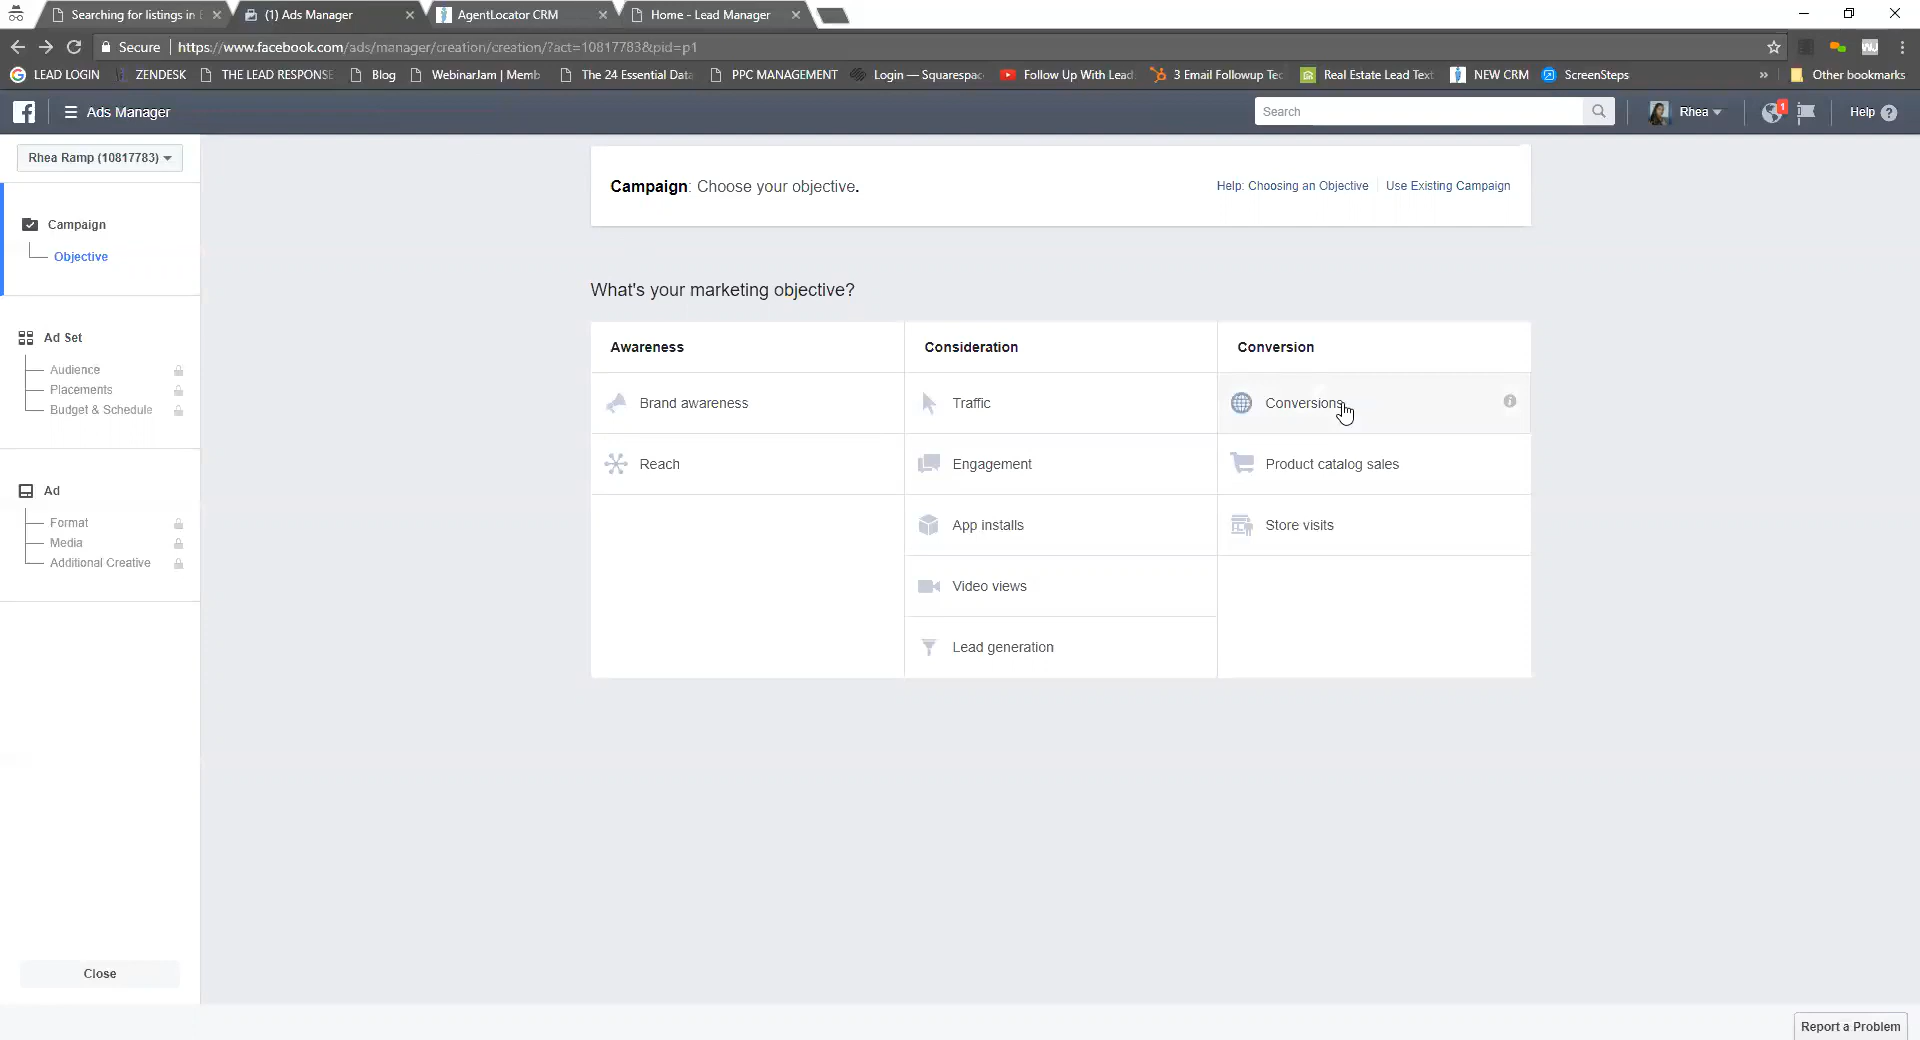 Searching for listings in
(1) Ads Manager
AgentLocator CRM
Home - Lead Manager
Secure
https://www.facebook.com/ads/manager/creation/creation/?act=10817783&pid=p1
LEAD LOGIN
ZENDESK
THE LEAD RESPONSE
Blog
WebinarJam | Memb
The 24 Essential Data
PPC MANAGEMENT
Login — Squarespac
Follow Up With Lead
3 Email Followup Tec
Real Estate Lead Text
NEW CRM
ScreenSteps
»
Other bookmarks
Ads Manager
Search
Rhea
1
Help
Rhea Ramp (10817783)
Campaign
Objective
Ad Set
Audience
Placements
Budget & Schedule
Ad
Format
Media
Additional Creative
Close
Campaign: Choose your objective.
Help: Choosing an Objective
Use Existing Campaign
What's your marketing objective?
Awareness
Brand awareness
Reach
Consideration
Traffic
Engagement
App installs
Video views
Lead generation
Conversion
Conversions
Product catalog sales
Store visits
Report a Problem